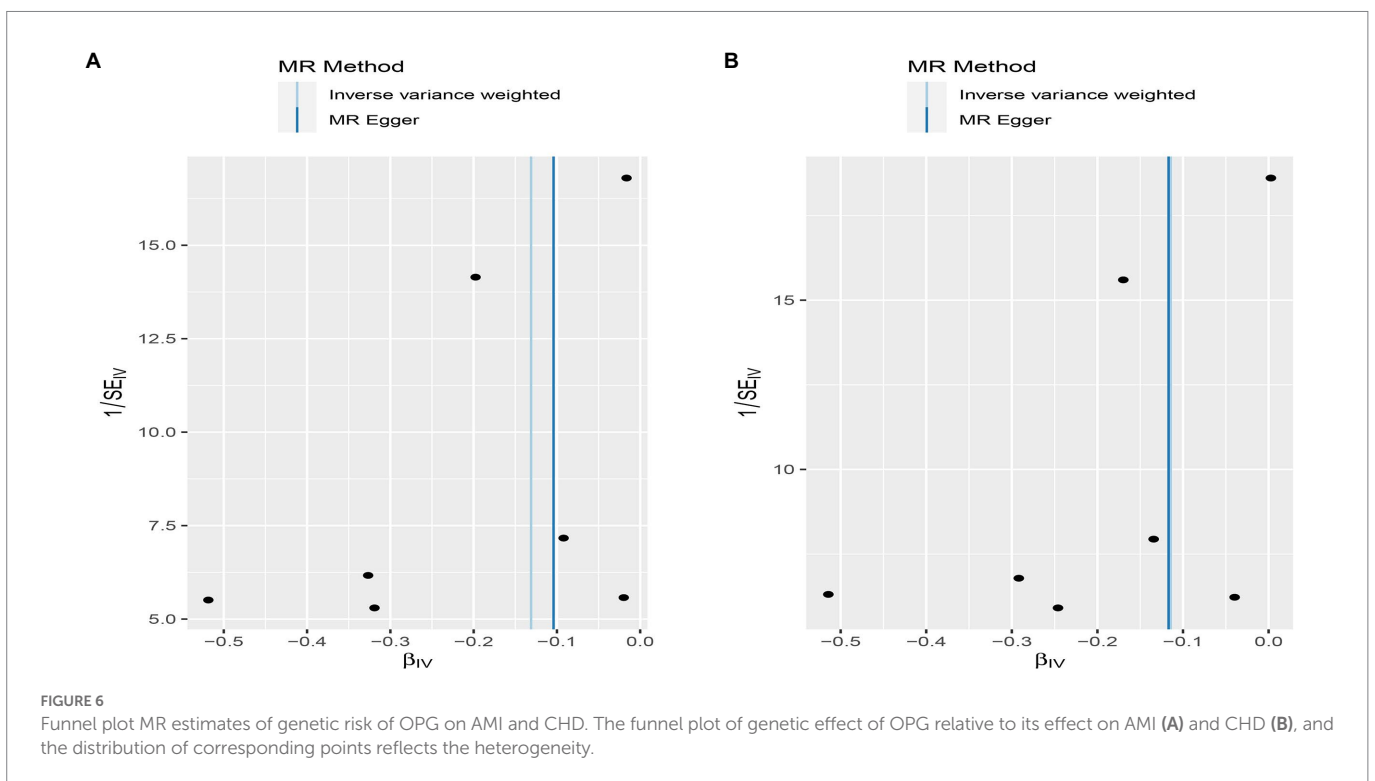 A
MR Method
Inverse variance weighted
MR Egger
15.0
12.5
10.0
7.5
5.0
1/SE_IV
−0.5 −0.4 −0.3 −0.2 −0.1 0.0
β_IV
B
MR Method
Inverse variance weighted
MR Egger
15
10
1/SE_IV
−0.5 −0.4 −0.3 −0.2 −0.1 0.0
β_IV
FIGURE 6
Funnel plot MR estimates of genetic risk of OPG on AMI and CHD. The funnel plot of genetic effect of OPG relative to its effect on AMI (A) and CHD (B), and
the distribution of corresponding points reflects the heterogeneity.